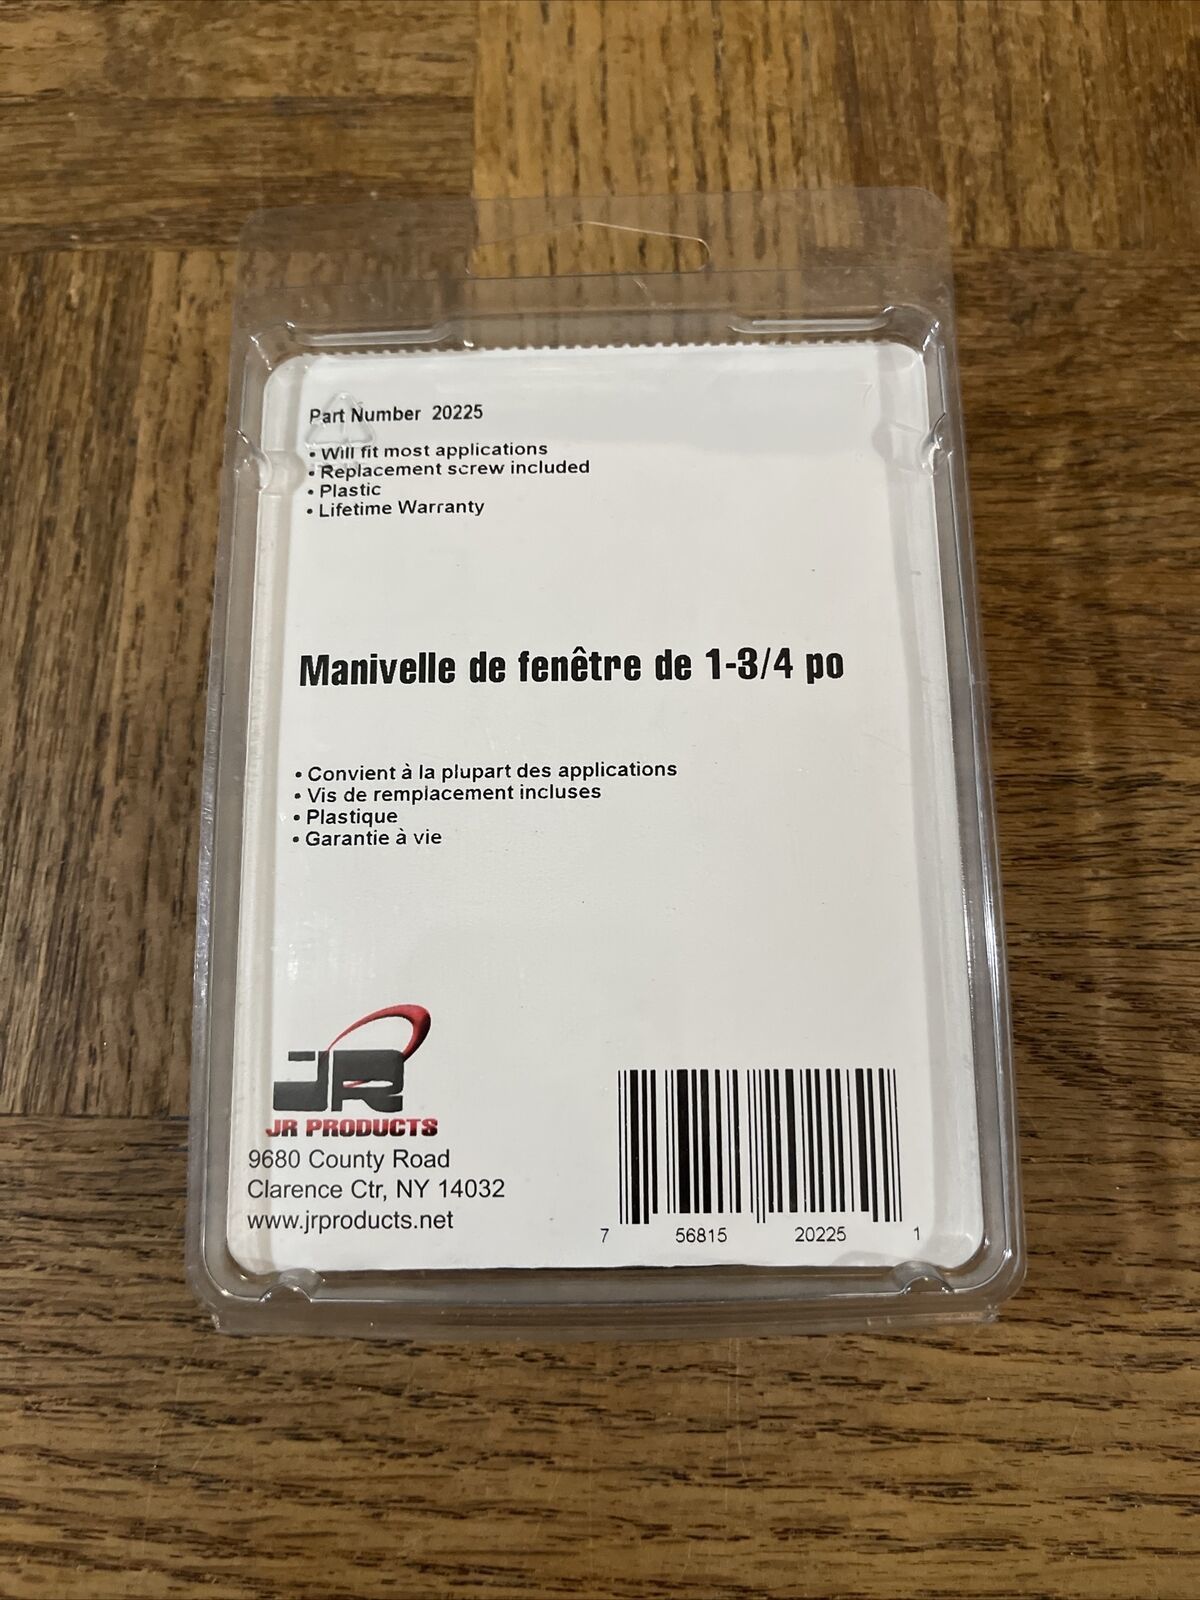 Part Number 20225
• Will fit most applications
• Replacement screw included
• Plastic
• Lifetime Warranty
Manivelle de fenêtre de 1-3/4 po
• Convient à la plupart des applications
• Vis de remplacement incluses
• Plastique
• Garantie à vie
JR
JR PRODUCTS
9680 County Road
Clarence Ctr, NY 14032
www.jrproducts.net
7 56815 20225 1